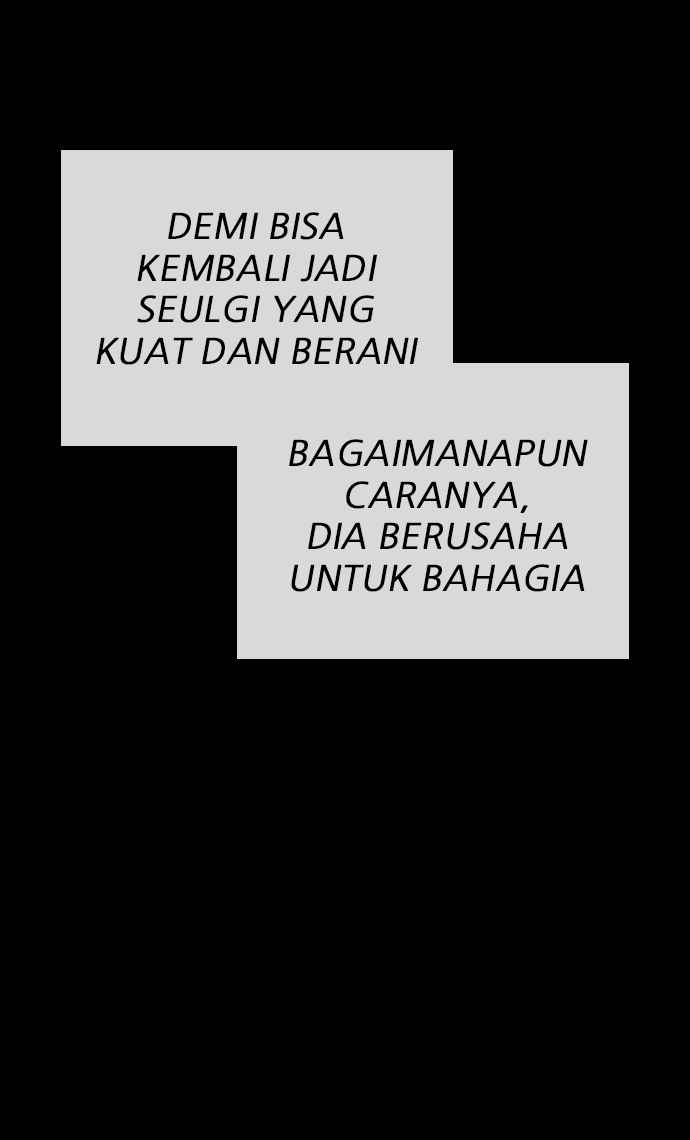 DEMI BISA
KEMBALI JADI
SEULGI YANG
KUAT DAN BERANI
BAGAIMANAPUN
CARANYA,
DIA BERUSAHA
UNTUK BAHAGIA